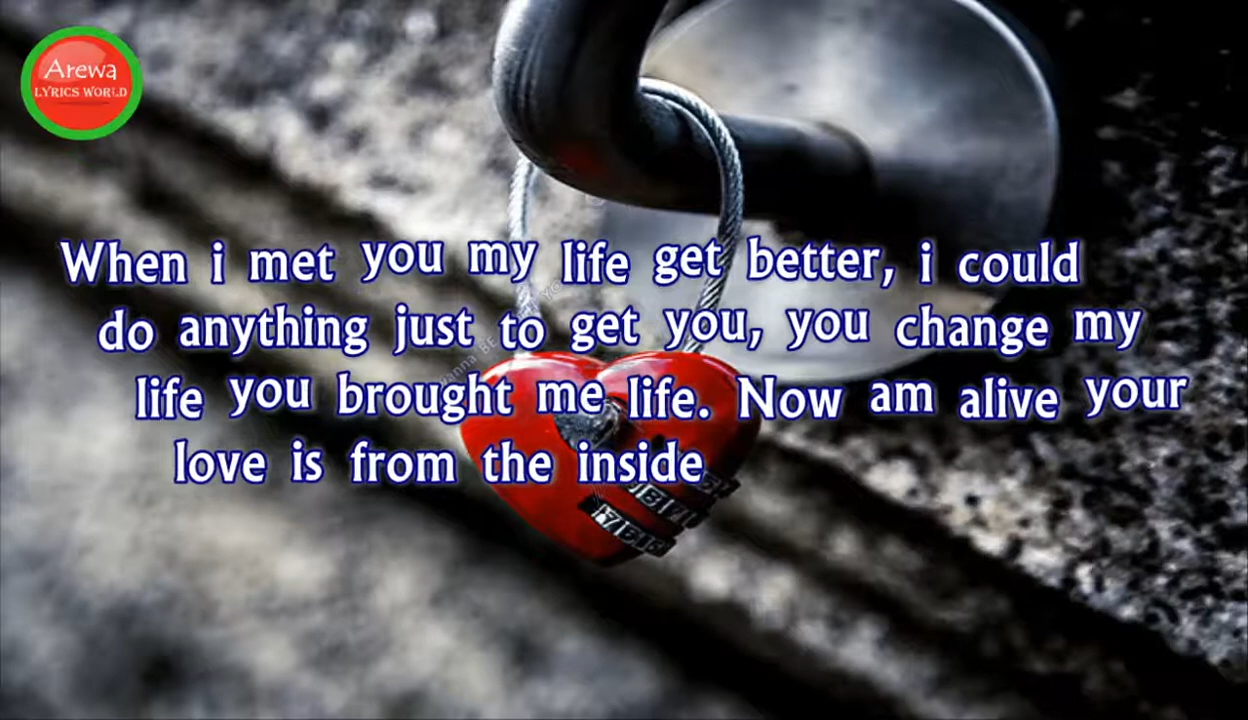 Arewa
LYRICS WORLD
When i met you my life get better, i could
do anything just to get you, you change my
life you brought me life. Now am alive your
love is from the inside